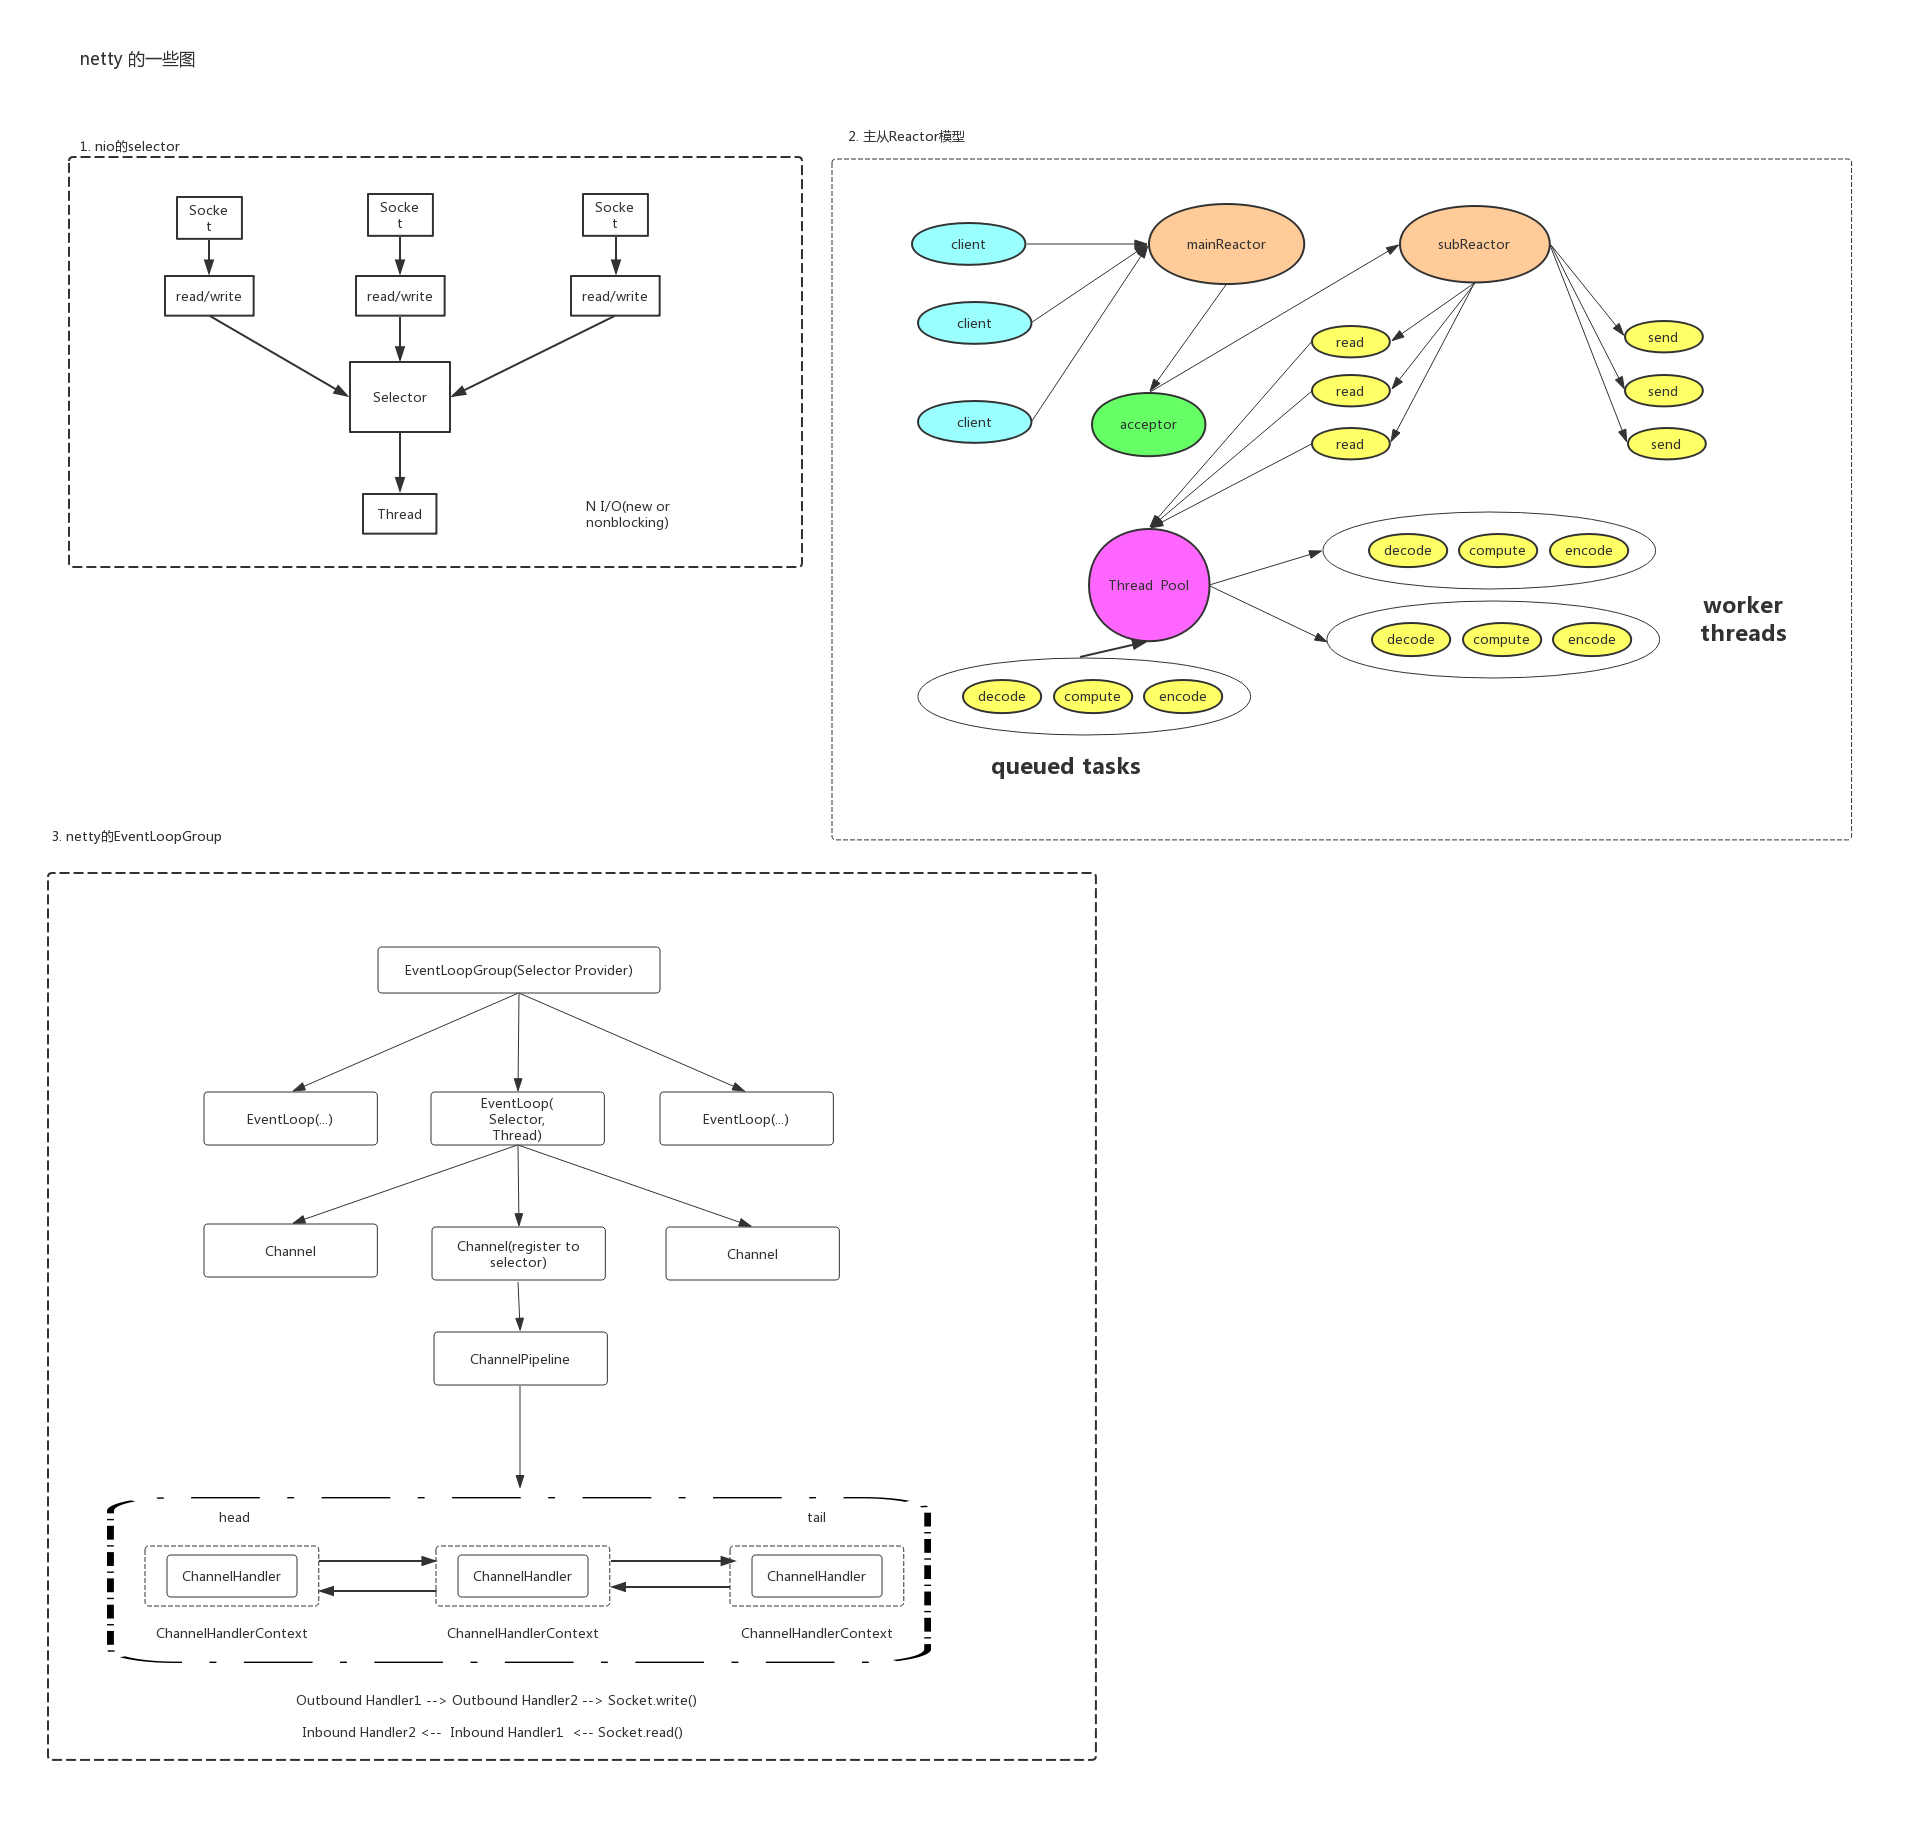 netty 的一些图
1. nio的selector
Socke
t
Socke
t
Socke
t
read/write
read/write
read/write
Selector
Thread
N I/O(new or
nonblocking)
2. 主从Reactor模型
client
mainReactor
subReactor
client
client
acceptor
read
read
read
send
send
send
Thread Pool
decode
compute
encode
decode
compute
encode
worker
threads
decode
compute
encode
queued tasks
3. netty的EventLoopGroup
EventLoopGroup(Selector Provider)
EventLoop(...)
EventLoop(
Selector,
Thread)
EventLoop(...)
Channel
Channel(register to
selector)
Channel
ChannelPipeline
head
tail
ChannelHandler
ChannelHandler
ChannelHandler
ChannelHandlerContext
ChannelHandlerContext
ChannelHandlerContext
Outbound Handler1 --> Outbound Handler2 --> Socket.write()
Inbound Handler2 <-- Inbound Handler1 <-- Socket.read()